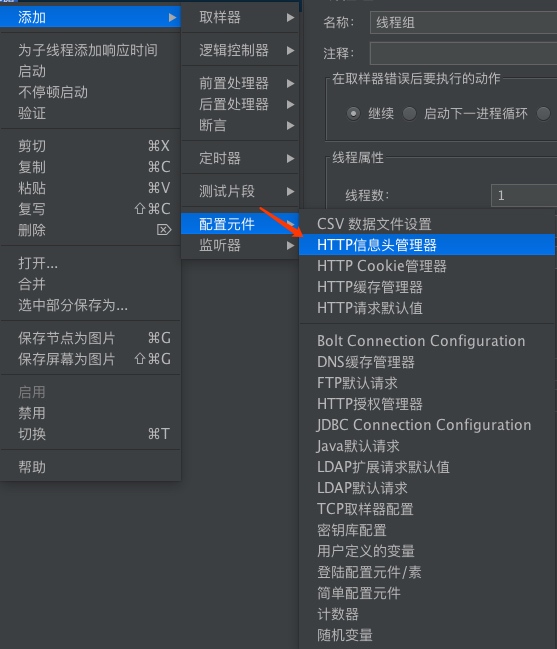 添加
为子线程添加响应时间
启动
不停顿启动
验证
剪切 ⌘X
复制 ⌘C
粘贴 ⌘V
复写 ⇧⌘C
删除 ⌦
打开...
合并
选中部分保存为...
保存节点为图片 ⌘G
保存屏幕为图片 ⇧⌘G
启用
禁用
切换 ⌘T
帮助
取样器
逻辑控制器
前置处理器
后置处理器
断言
定时器
测试片段
配置元件
监听器
名称: 线程组
注释:
在取样器错误后要执行的动作
继续 启动下一进程循环
线程属性
线程数: 1
CSV 数据文件设置
HTTP信息头管理器
HTTP Cookie管理器
HTTP缓存管理器
HTTP请求默认值
Bolt Connection Configuration
DNS缓存管理器
FTP默认请求
HTTP授权管理器
JDBC Connection Configuration
Java默认请求
LDAP扩展请求默认值
LDAP默认请求
TCP取样器配置
密钥库配置
用户定义的变量
登陆配置元件/素
简单配置元件
计数器
随机变量